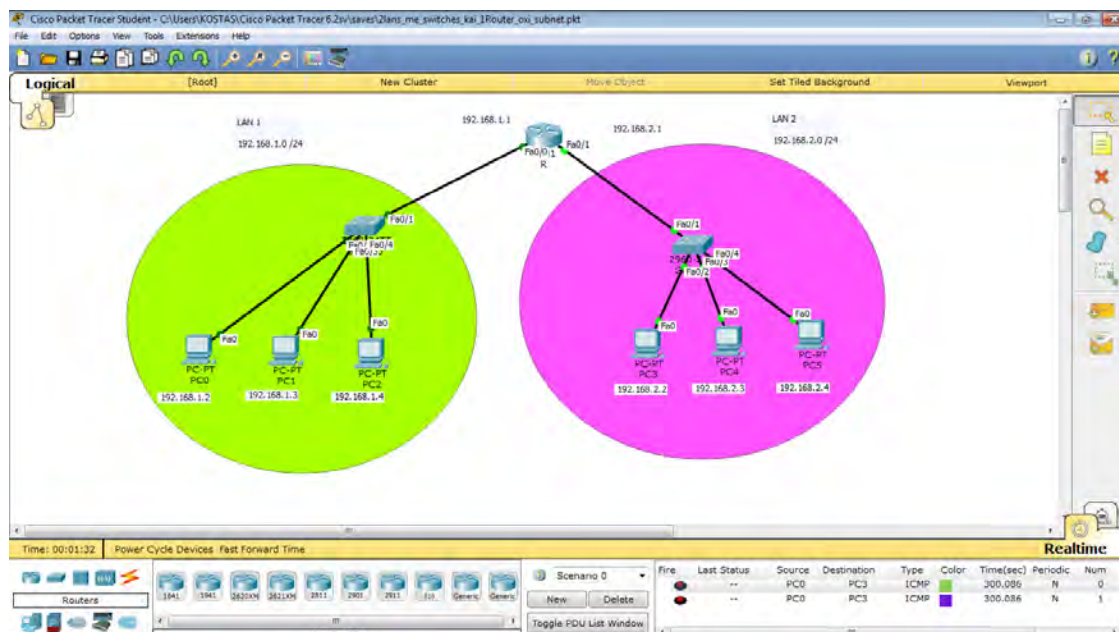 Cisco Packet Tracer Student - C:\Users\KOSTAS\Cisco Packet Tracer 6.2sv\saves\2lans_me_switches_kai_1Router_oxi_subnet.pkt
File Edit Options View Tools Extensions Help
Logical [Root] New Cluster Move Object Set Tiled Background Viewport
LAN 1 192.168.1.1 192.168.2.1 LAN 2
192.168.1.0 /24 192.168.2.0 /24
Fa0/0 Fa0/1
R
Fa0/1 Fa0/1
Fa0/4 Fa0/4
Fa0/3
2960
Fa0/2
Fa0 Fa0 Fa0 Fa0 Fa0 Fa0
PC-PT PC-PT PC-PT PC-PT PC-PT PC-PT
PC0 PC1 PC2 PC3 PC4 PC5
192.168.1.2 192.168.1.3 192.168.1.4 192.168.2.2 192.168.2.3 192.168.2.4
Time: 00:01:32 Power Cycle Devices Fast Forward Time Realtime
Routers
1841 1941 2620XM 2621XM 2811 2901 2911 Generic Generic
Scenario 0
New Delete
Toggle PDU List Window
Fire Last Status Source Destination Type Color Time(sec) Periodic Num
-- PC0 PC3 ICMP 300.086 N 0
-- PC0 PC3 ICMP 300.086 N 1